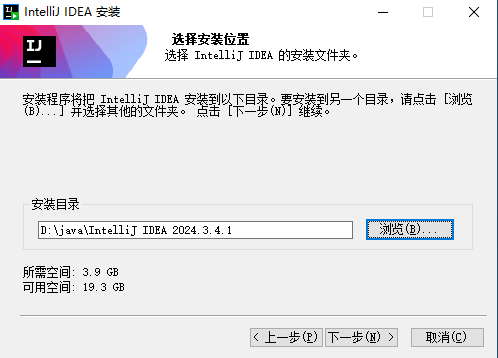 IntelliJ IDEA 安装
IJ
选择安装位置
选择 IntelliJ IDEA 的安装文件夹。
安装程序将把 IntelliJ IDEA 安装到以下目录。要安装到另一个目录，请点击 [浏览
(B)...] 并选择其他的文件夹。 点击 [下一步(N)] 继续。
安装目录
D:\java\IntelliJ IDEA 2024.3.4.1
浏览(B)...
所需空间: 3.9 GB
可用空间: 19.3 GB
< 上一步(P) 下一步(N) > 取消(C)